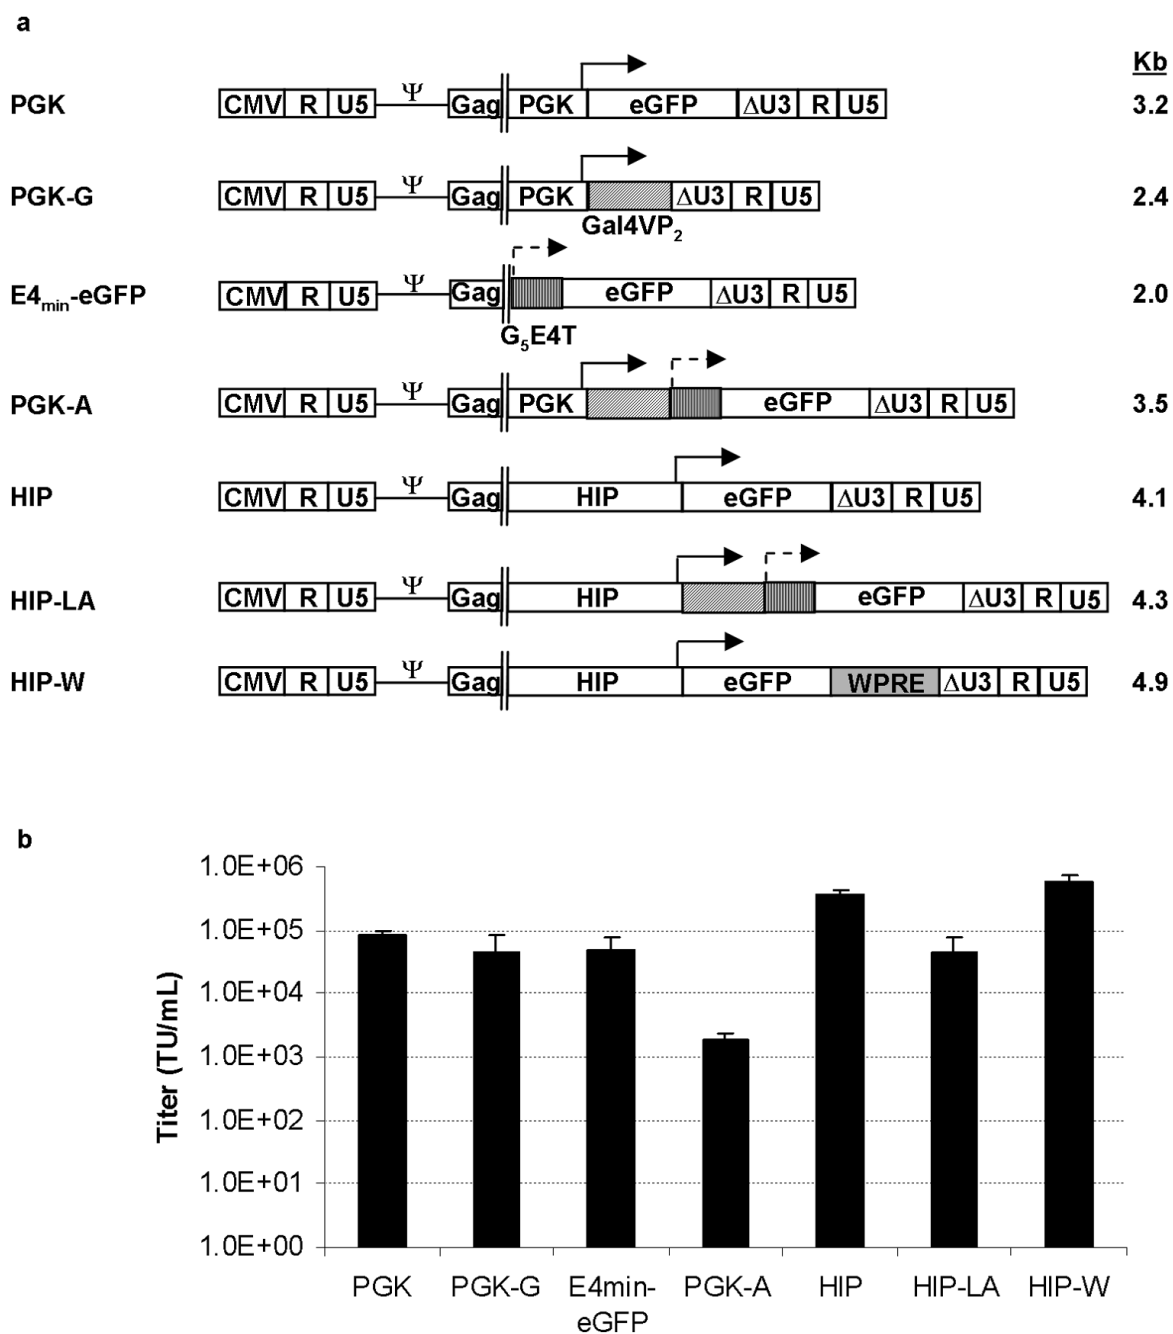 a
Kb
PGK CMV R U5 Ψ Gag PGK eGFP ΔU3 R U5 3.2
PGK-G CMV R U5 Ψ Gag PGK ΔU3 R U5 2.4
Gal4VP₂
E4min-eGFP CMV R U5 Ψ Gag eGFP ΔU3 R U5 2.0
G₅E4T
PGK-A CMV R U5 Ψ Gag PGK eGFP ΔU3 R U5 3.5
HIP CMV R U5 Ψ Gag HIP eGFP ΔU3 R U5 4.1
HIP-LA CMV R U5 Ψ Gag HIP eGFP ΔU3 R U5 4.3
HIP-W CMV R U5 Ψ Gag HIP eGFP WPRE ΔU3 R U5 4.9
b
Titer (TU/mL)
1.0E+06
1.0E+05
1.0E+04
1.0E+03
1.0E+02
1.0E+01
1.0E+00
PGK PGK-G E4min- PGK-A HIP HIP-LA HIP-W
eGFP